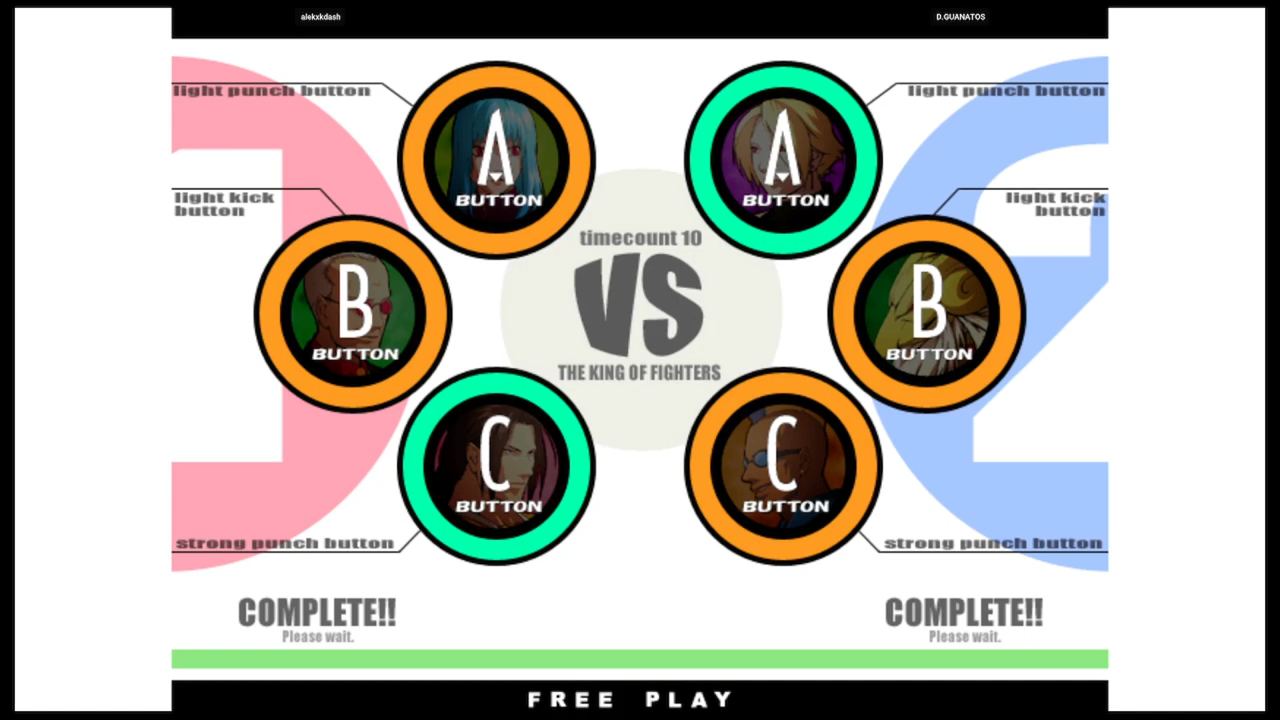 alekxkdash
D.GUANATOS
light punch button
light punch button
A
BUTTON
A
BUTTON
light kick
button
light kick
button
timecount 10
VS
THE KING OF FIGHTERS
B
BUTTON
B
BUTTON
C
BUTTON
C
BUTTON
strong punch button
strong punch button
COMPLETE!!
Please wait.
COMPLETE!!
Please wait.
FREE PLAY
1
2